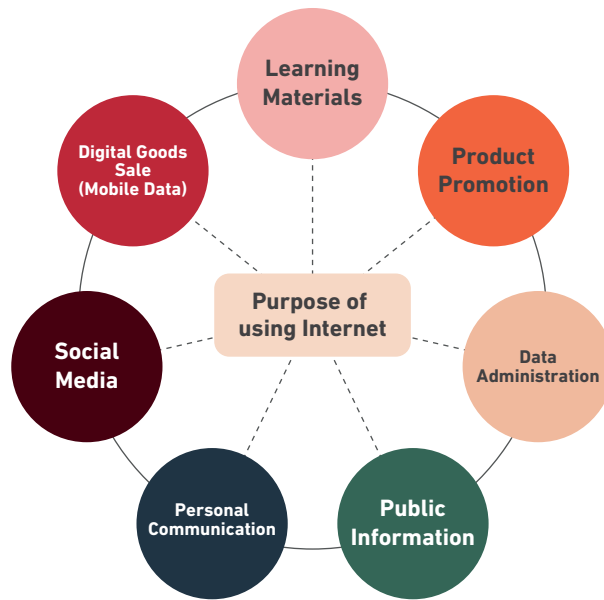 Learning
Materials
Digital Goods
Sale
(Mobile Data)
Product
Promotion
Purpose of
using Internet
Social
Media
Data
Administration
Personal
Communication
Public
Information